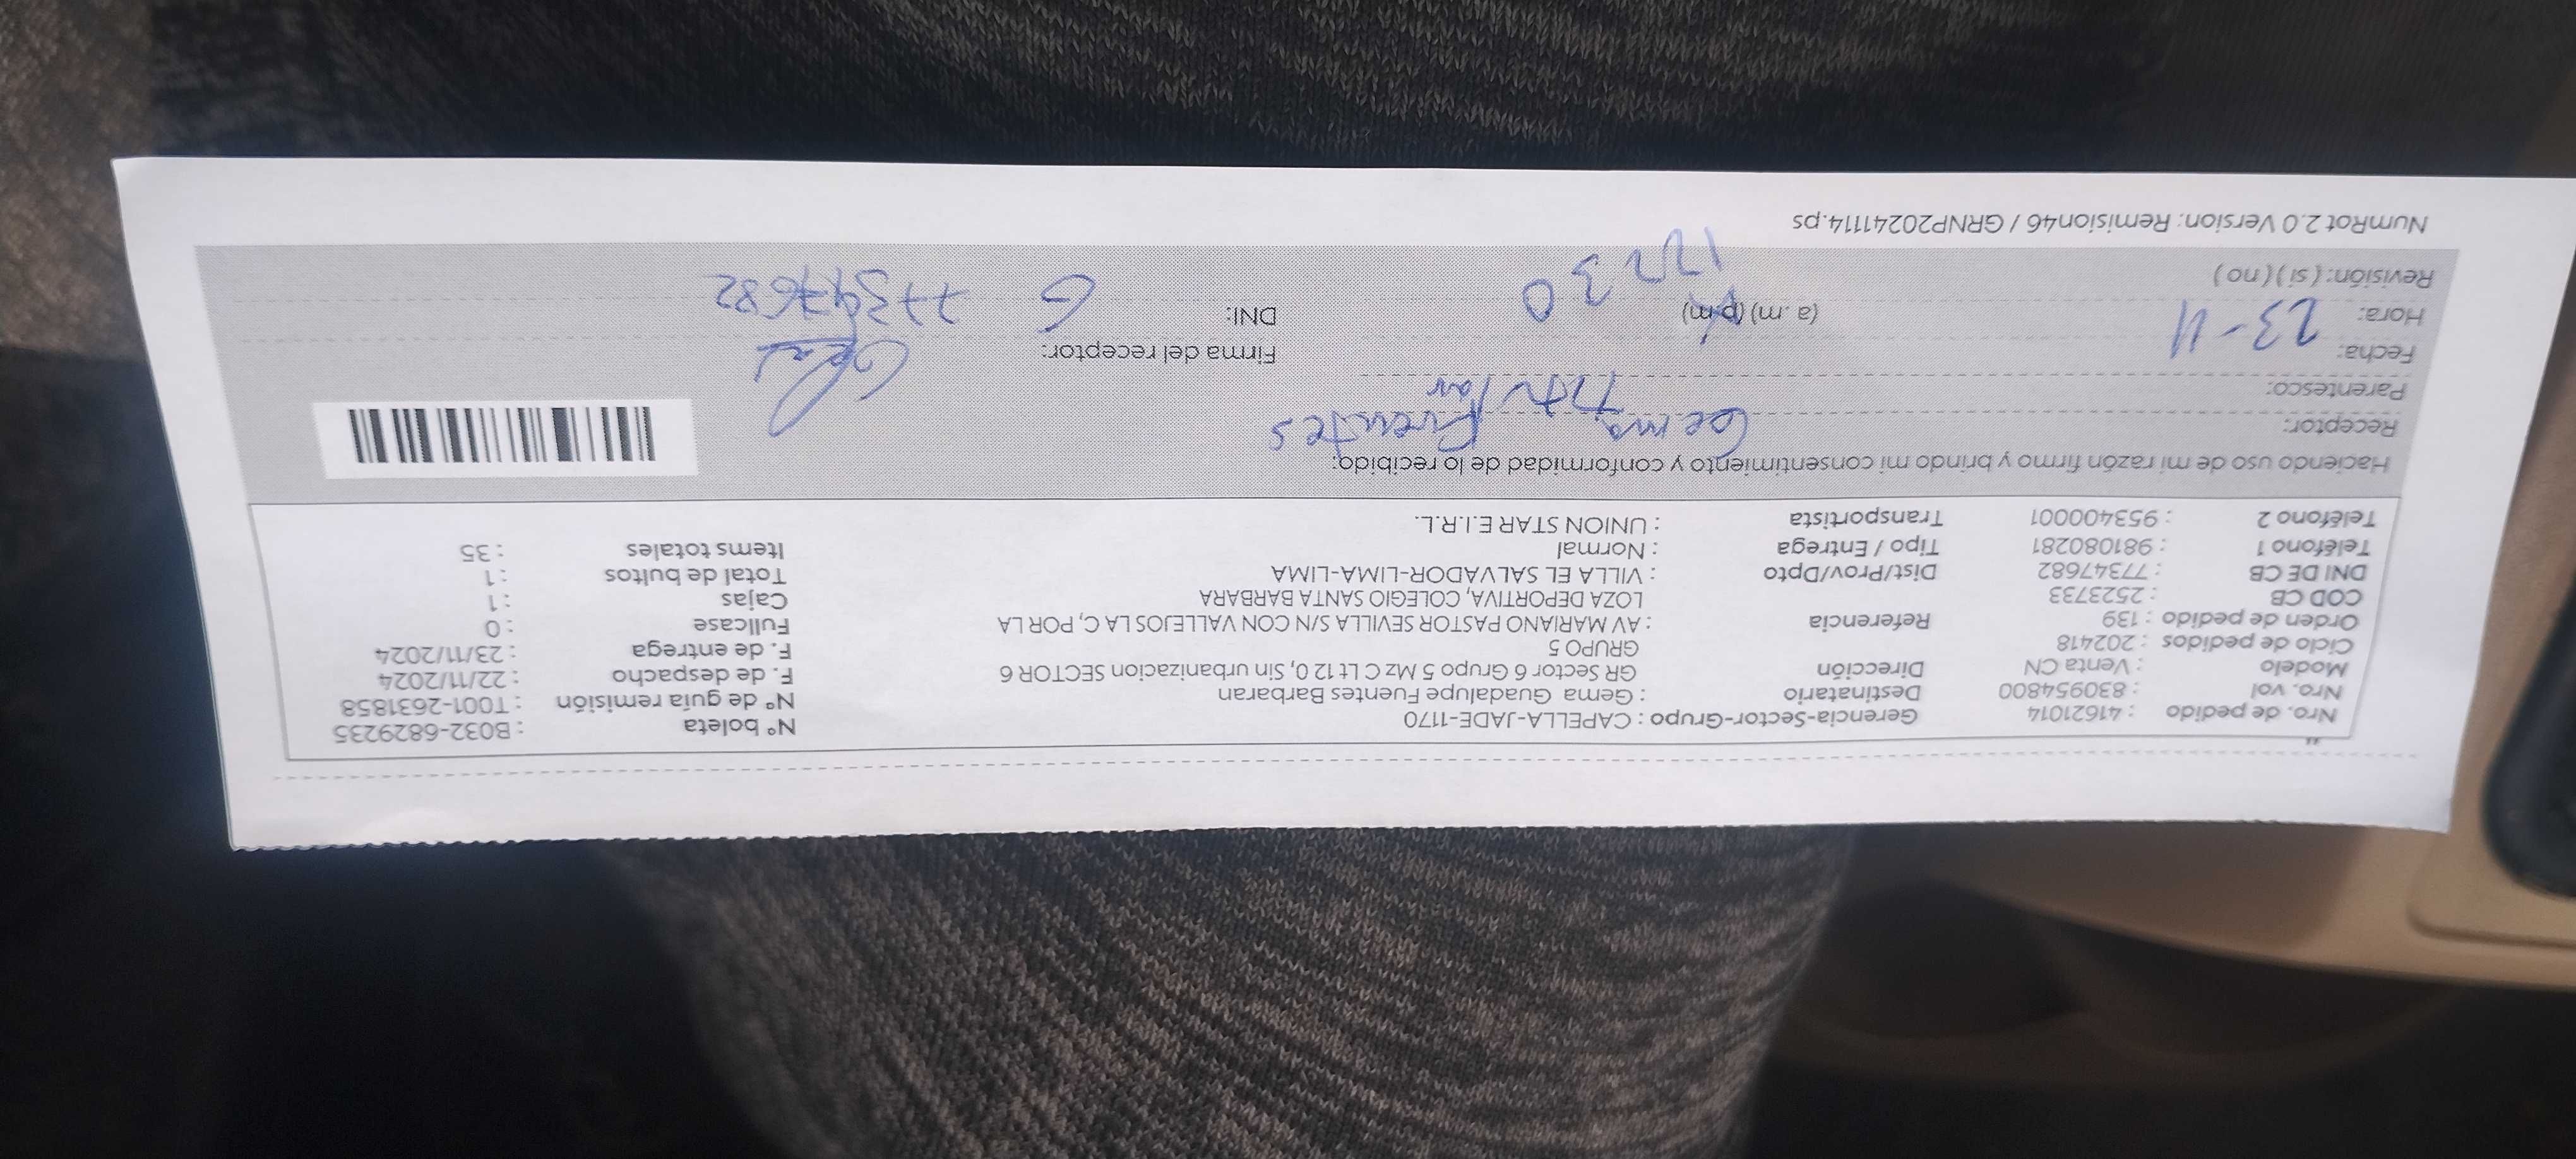 Nro. de pedido : 41621014 Gerencia-Sector-Grupo : CAPELLA-JADE-1170 N° boleta : B032-6829235
Nro. vol : 830954800 Destinatario : Gema Guadalupe Fuentes Barbaran N° de guía remisión : T001-2631858
Modelo : Venta CN Dirección GR Sector 6 Grupo 5 Mz C Lt 12 0, Sin urbanizacion SECTOR 6 F. de despacho : 22/11/2024
Ciclo de pedidos : 202418 GRUPO 5 F. de entrega : 23/11/2024
Orden de pedido : 139 Referencia : AV MARIANO PASTOR SEVILLA S/N CON VALLEJOS LA C, POR LA Fullcase : 0
COD CB : 2523733 LOZA DEPORTIVA, COLEGIO SANTA BARBARA Cajas : 1
DNI DE CB : 77347682 Dist/Prov/Dpto : VILLA EL SALVADOR-LIMA-LIMA Total de bultos : 1
Teléfono 1 : 981080281 Tipo / Entrega : Normal Items totales : 35
Teléfono 2 : 953400001 Transportista : UNION STAR E.I.R.L.
Haciendo uso de mi razón firmo y brindo mi consentimiento y conformidad de lo recibido:
Receptor: Gema Fuentes
Parentesco: Titular
Fecha: 23-11 Firma del receptor:
Hora: (a .m) (p.m) DNI:
Revisión: ( si ) ( no )
NumRot 2.0 Version: Remision46 / GRNP20241114.ps